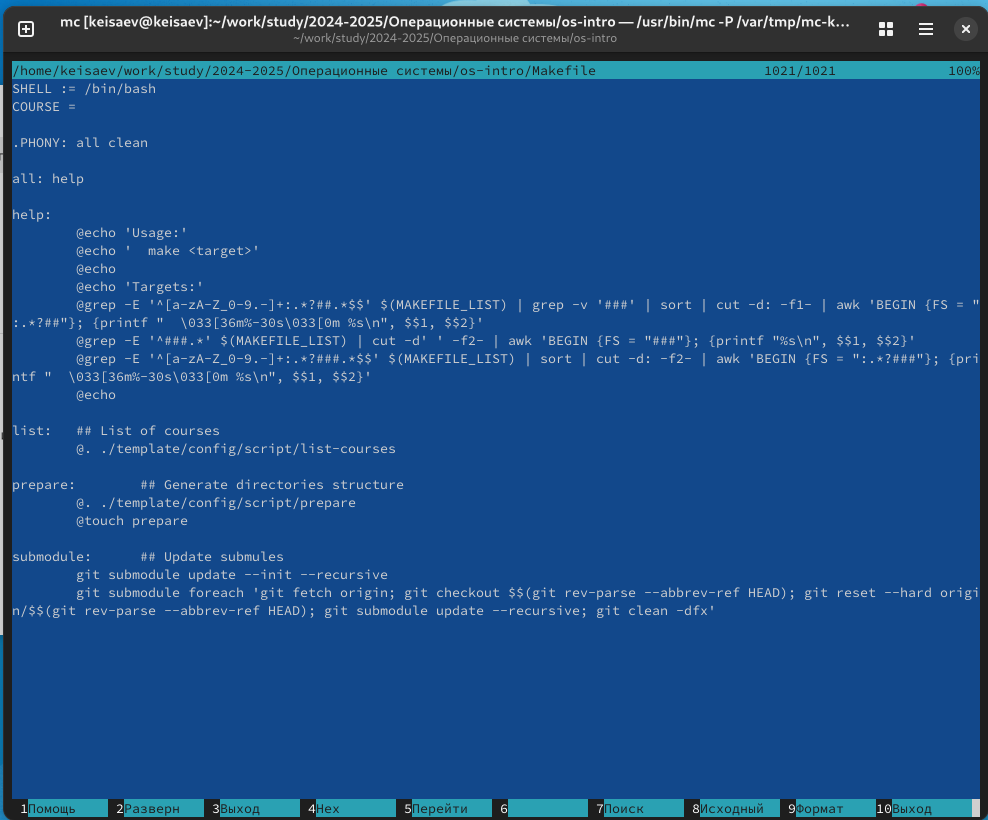 mc [keisaev@keisaev]:~/work/study/2024-2025/Операционные системы/os-intro — /usr/bin/mc -P /var/tmp/mc-k…
~/work/study/2024-2025/Операционные системы/os-intro
/home/keisaev/work/study/2024-2025/Операционные системы/os-intro/Makefile 1021/1021 100%
SHELL := /bin/bash
COURSE =
.PHONY: all clean
all: help
help:
@echo 'Usage:'
@echo '  make <target>'
@echo
@echo 'Targets:'
@grep -E '^[a-zA-Z_0-9.-]+:.*?##.*$$' $(MAKEFILE_LIST) | grep -v '###' | sort | cut -d: -f1- | awk 'BEGIN {FS = "
:.*?##"}; {printf "  \033[36m%-30s\033[0m %s\n", $$1, $$2}'
@grep -E '^###.*' $(MAKEFILE_LIST) | cut -d' ' -f2- | awk 'BEGIN {FS = "###"}; {printf "%s\n", $$1, $$2}'
@grep -E '^[a-zA-Z_0-9.-]+:.*?###.*$$' $(MAKEFILE_LIST) | sort | cut -d: -f2- | awk 'BEGIN {FS = ":.*?###"}; {pri
ntf "  \033[36m%-30s\033[0m %s\n", $$1, $$2}'
@echo
list:   ## List of courses
@. ./template/config/script/list-courses
prepare:        ## Generate directories structure
@. ./template/config/script/prepare
@touch prepare
submodule:      ## Update submules
git submodule update --init --recursive
git submodule foreach 'git fetch origin; git checkout $$(git rev-parse --abbrev-ref HEAD); git reset --hard origi
n/$$(git rev-parse --abbrev-ref HEAD); git submodule update --recursive; git clean -dfx'
1Помощь 2Разверн 3Выход 4Hex 5Перейти 6 7Поиск 8Исходный 9Формат 10Выход